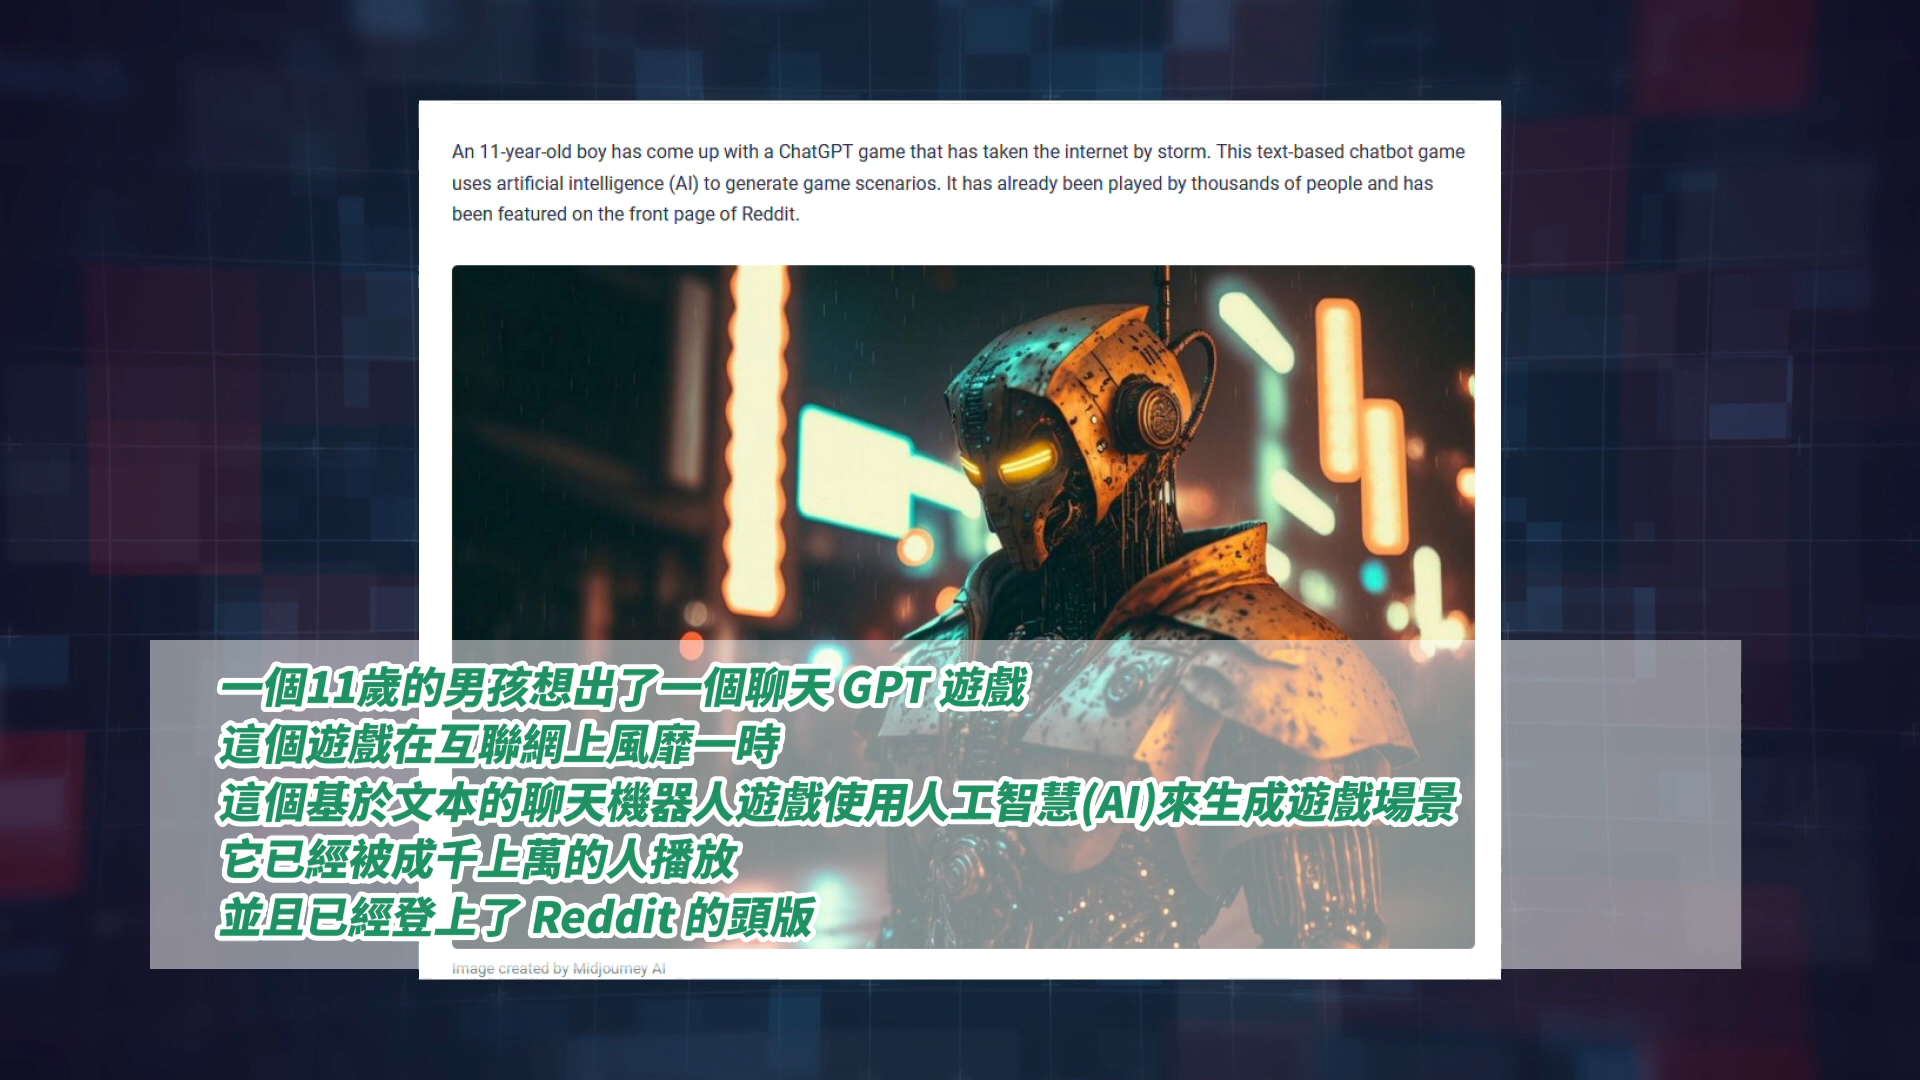 An 11-year-old boy has come up with a ChatGPT game that has taken the internet by storm. This text-based chatbot game
uses artificial intelligence (AI) to generate game scenarios. It has already been played by thousands of people and has
been featured on the front page of Reddit.
一個11歲的男孩想出了一個聊天 GPT 遊戲
這個遊戲在互聯網上風靡一時
這個基於文本的聊天機器人遊戲使用人工智慧(AI)來生成遊戲場景
它已經被成千上萬的人播放
並且已經登上了 Reddit 的頭版
Image created by Midjourney AI